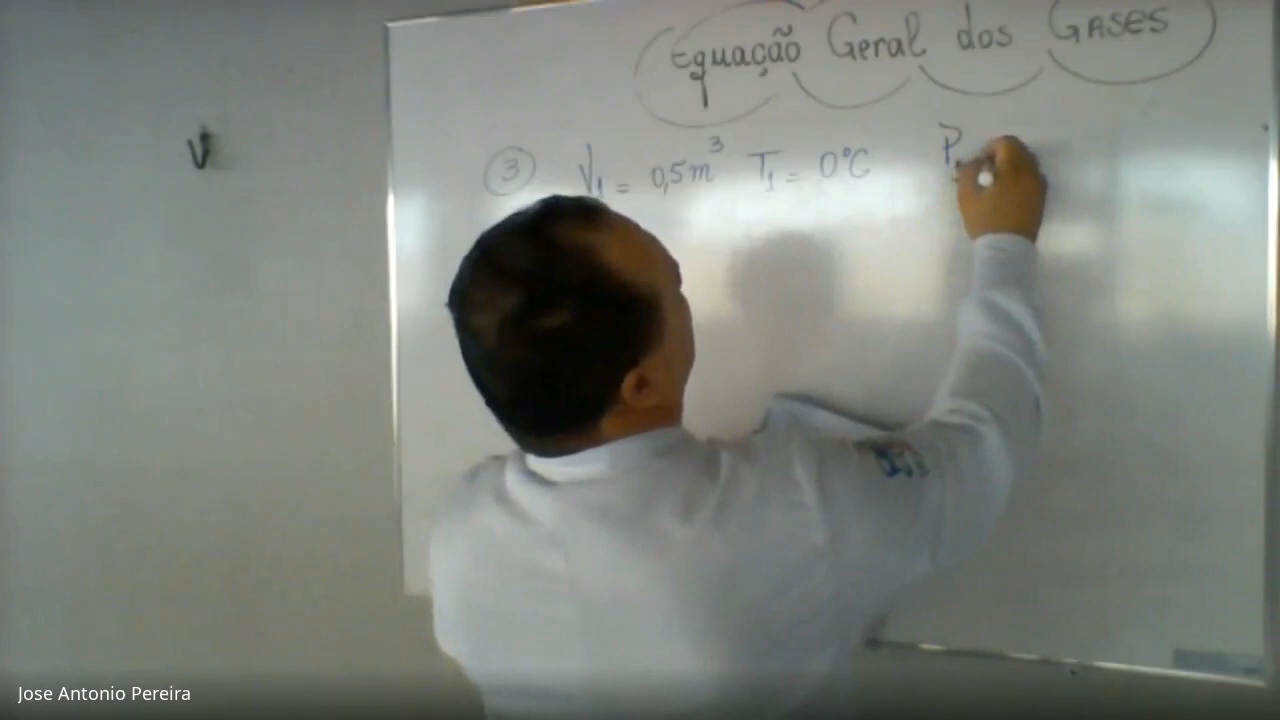 Equação Geral dos GASES
3 V1 = 0,5m³ T1 = 0°C P
Jose Antonio Pereira